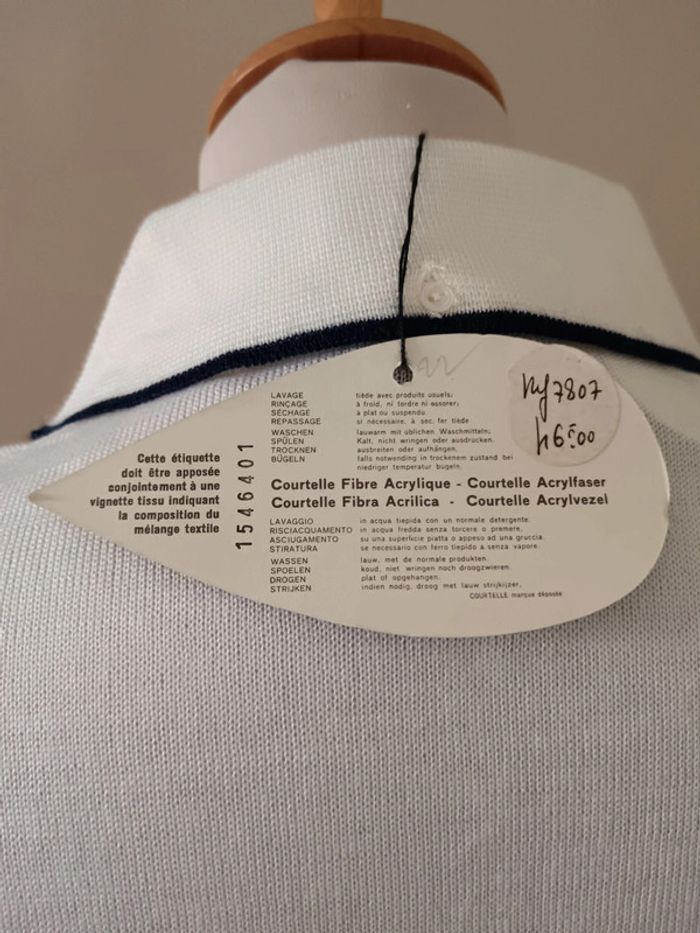 LAVAGE tiède avec produits usuels;
RINÇAGE à froid, ni tordre ni essorer;
SÉCHAGE à plat ou suspendu
REPASSAGE si nécessaire, à sec, fer tiède
WASCHEN lauwarm mit üblichen Waschmitteln;
SPÜLEN Kalt, nicht wringen oder ausdrücken.
TROCKNEN ausbreiten oder aufhängen.
BÜGELN falls notwending in trockenem zustand bei
niedriger temperatur bügeln.
Courtelle Fibre Acrylique - Courtelle Acrylfaser
Courtelle Fibra Acrilica - Courtelle Acrylvezel
LAVAGGIO in acqua tiepida con un normale detergente.
RISCIACQUAMENTO in acqua fredda senza torcere o premere.
ASCIUGAMENTO su una superficie piatta o appeso ad una gruccia.
STIRATURA se necessario con ferro tiepido a senza vapore.
WASSEN lauw, met de normale produkten.
SPOELEN koud, niet wringen noch droogzwieren.
DROGEN plat of opgehangen.
STRIJKEN indien nodig, droog met lauw strijkijzer.
COURTELLE marque déposée
Cette étiquette
doit être apposée
conjointement à une
vignette tissu indiquant
la composition du
mélange textile
1546401
7807